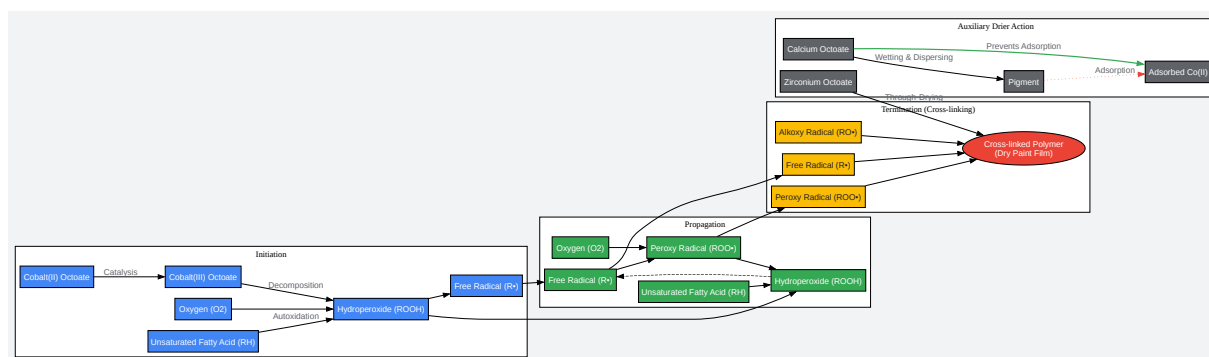 Auxiliary Drier Action
Calcium Octoate
Prevents Adsorption
Wetting & Dispersing
Zirconium Octoate
Pigment
Adsorption
Adsorbed Co(II)
Through-Drying
Termination (Cross-linking)
Alkoxy Radical (RO•)
Free Radical (R•)
Peroxy Radical (ROO•)
Cross-linked Polymer
(Dry Paint Film)
Propagation
Oxygen (O2)
Peroxy Radical (ROO•)
Free Radical (R•)
Unsaturated Fatty Acid (RH)
Hydroperoxide (ROOH)
Initiation
Cobalt(II) Octoate
Catalysis
Cobalt(III) Octoate
Decomposition
Oxygen (O2)
Autoxidation
Unsaturated Fatty Acid (RH)
Hydroperoxide (ROOH)
Free Radical (R•)